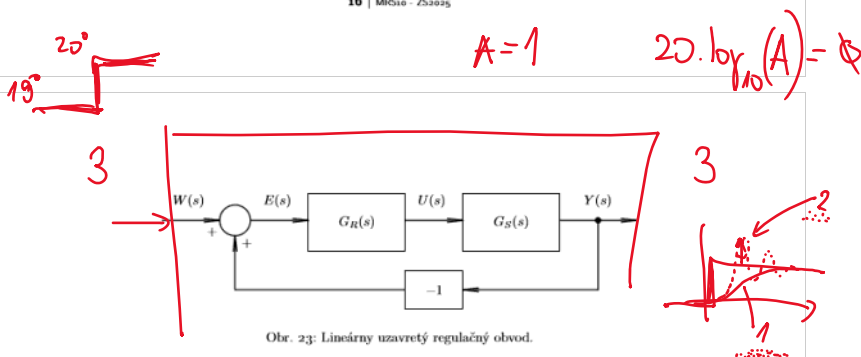 16 | MRS10 - ZS2025
20°
19°
A=1
20.log10(A)=ϕ
3
3
W(s)
E(s)
GR(s)
U(s)
GS(s)
Y(s)
+
+
−1
2
1
Obr. 23: Lineárny uzavretý regulačný obvod.